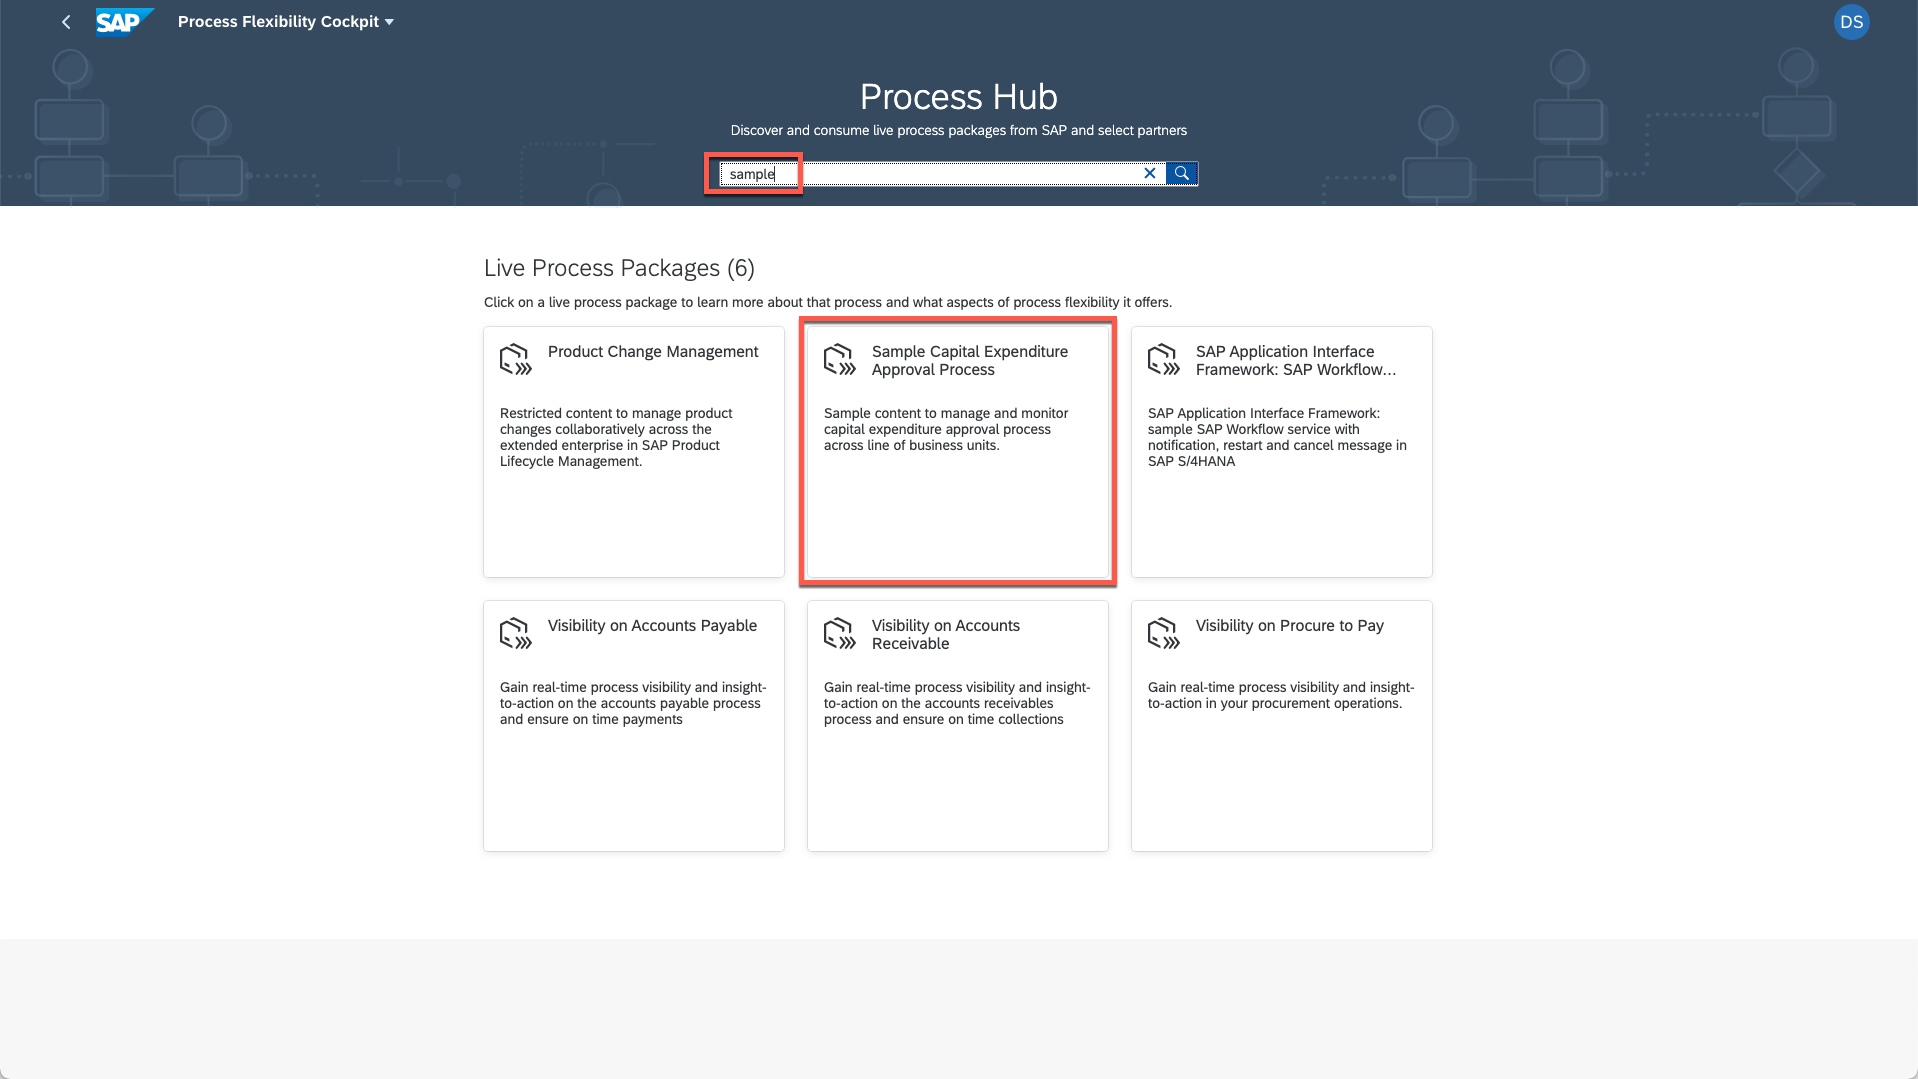 SAP Process Flexibility Cockpit DS
Process Hub
Discover and consume live process packages from SAP and select partners
sample
Live Process Packages (6)
Click on a live process package to learn more about that process and what aspects of process flexibility it offers.
Product Change Management
Restricted content to manage product
changes collaboratively across the
extended enterprise in SAP Product
Lifecycle Management.
Sample Capital Expenditure
Approval Process
Sample content to manage and monitor
capital expenditure approval process
across line of business units.
SAP Application Interface
Framework: SAP Workflow...
SAP Application Interface Framework:
sample SAP Workflow service with
notification, restart and cancel message in
SAP S/4HANA
Visibility on Accounts Payable
Gain real-time process visibility and insight-
to-action on the accounts payable process
and ensure on time payments
Visibility on Accounts
Receivable
Gain real-time process visibility and insight-
to-action on the accounts receivables
process and ensure on time collections
Visibility on Procure to Pay
Gain real-time process visibility and insight-
to-action in your procurement operations.